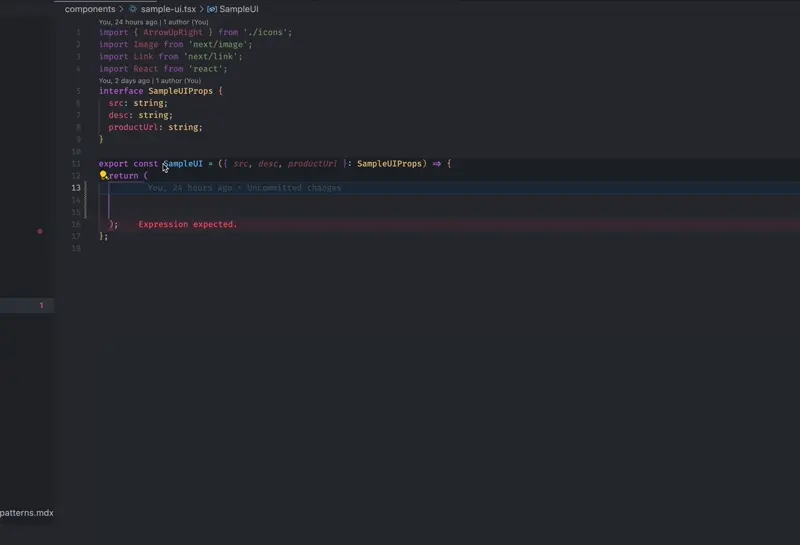 components > sample-ui.tsx > SampleUI
You, 24 hours ago | 1 author (You)
1 import { ArrowUpRight } from './icons';
2 import Image from 'next/image';
3 import Link from 'next/link';
4 import React from 'react';
You, 2 days ago | 1 author (You)
5 interface SampleUIProps {
6 src: string;
7 desc: string;
8 productUrl: string;
9 }
10
11 export const SampleUI = ({ src, desc, productUrl }: SampleUIProps) => {
12 return (
13 You, 24 hours ago • Uncommitted changes
14
15
16 ); Expression expected.
17 };
18
1
patterns.mdx